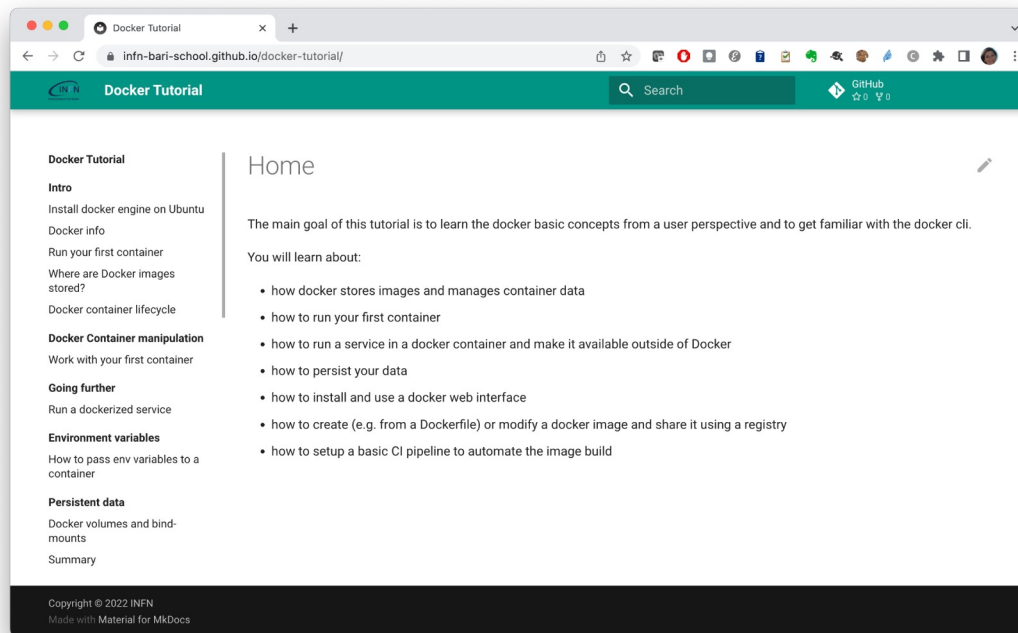 Docker Tutorial
infn-bari-school.github.io/docker-tutorial/
INFN
Docker Tutorial
Search
GitHub
0 0
Docker Tutorial
Intro
Install docker engine on Ubuntu
Docker info
Run your first container
Where are Docker images
stored?
Docker container lifecycle
Docker Container manipulation
Work with your first container
Going further
Run a dockerized service
Environment variables
How to pass env variables to a
container
Persistent data
Docker volumes and bind-
mounts
Summary
Home
The main goal of this tutorial is to learn the docker basic concepts from a user perspective and to get familiar with the docker cli.
You will learn about:
• how docker stores images and manages container data
• how to run your first container
• how to run a service in a docker container and make it available outside of Docker
• how to persist your data
• how to install and use a docker web interface
• how to create (e.g. from a Dockerfile) or modify a docker image and share it using a registry
• how to setup a basic CI pipeline to automate the image build
Copyright © 2022 INFN
Made with Material for MkDocs